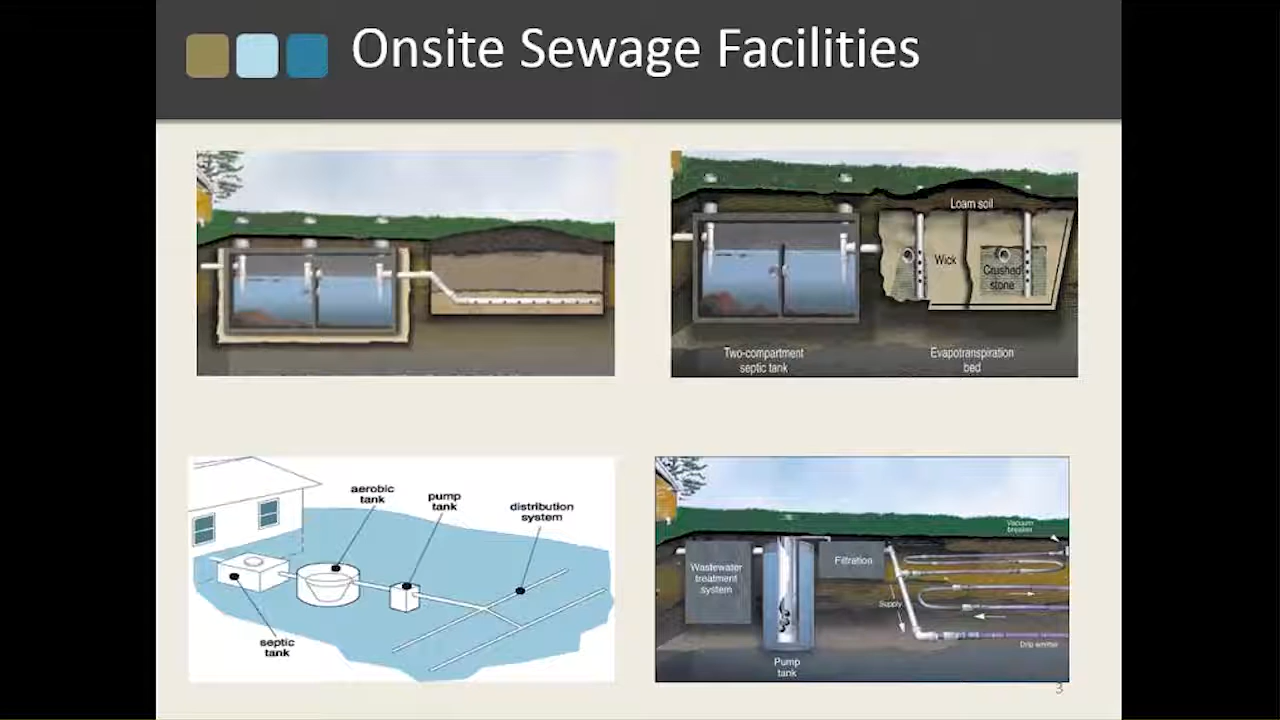 Onsite Sewage Facilities
Loam soil
Wick
Crushed
stone
Two-compartment
septic tank
Evapotranspiration
bed
aerobic
tank
pump
tank
distribution
system
septic
tank
Vacuum
breaker
Wastewater
treatment
system
Filtration
Supply
Drip emitter
Pump
tank
3